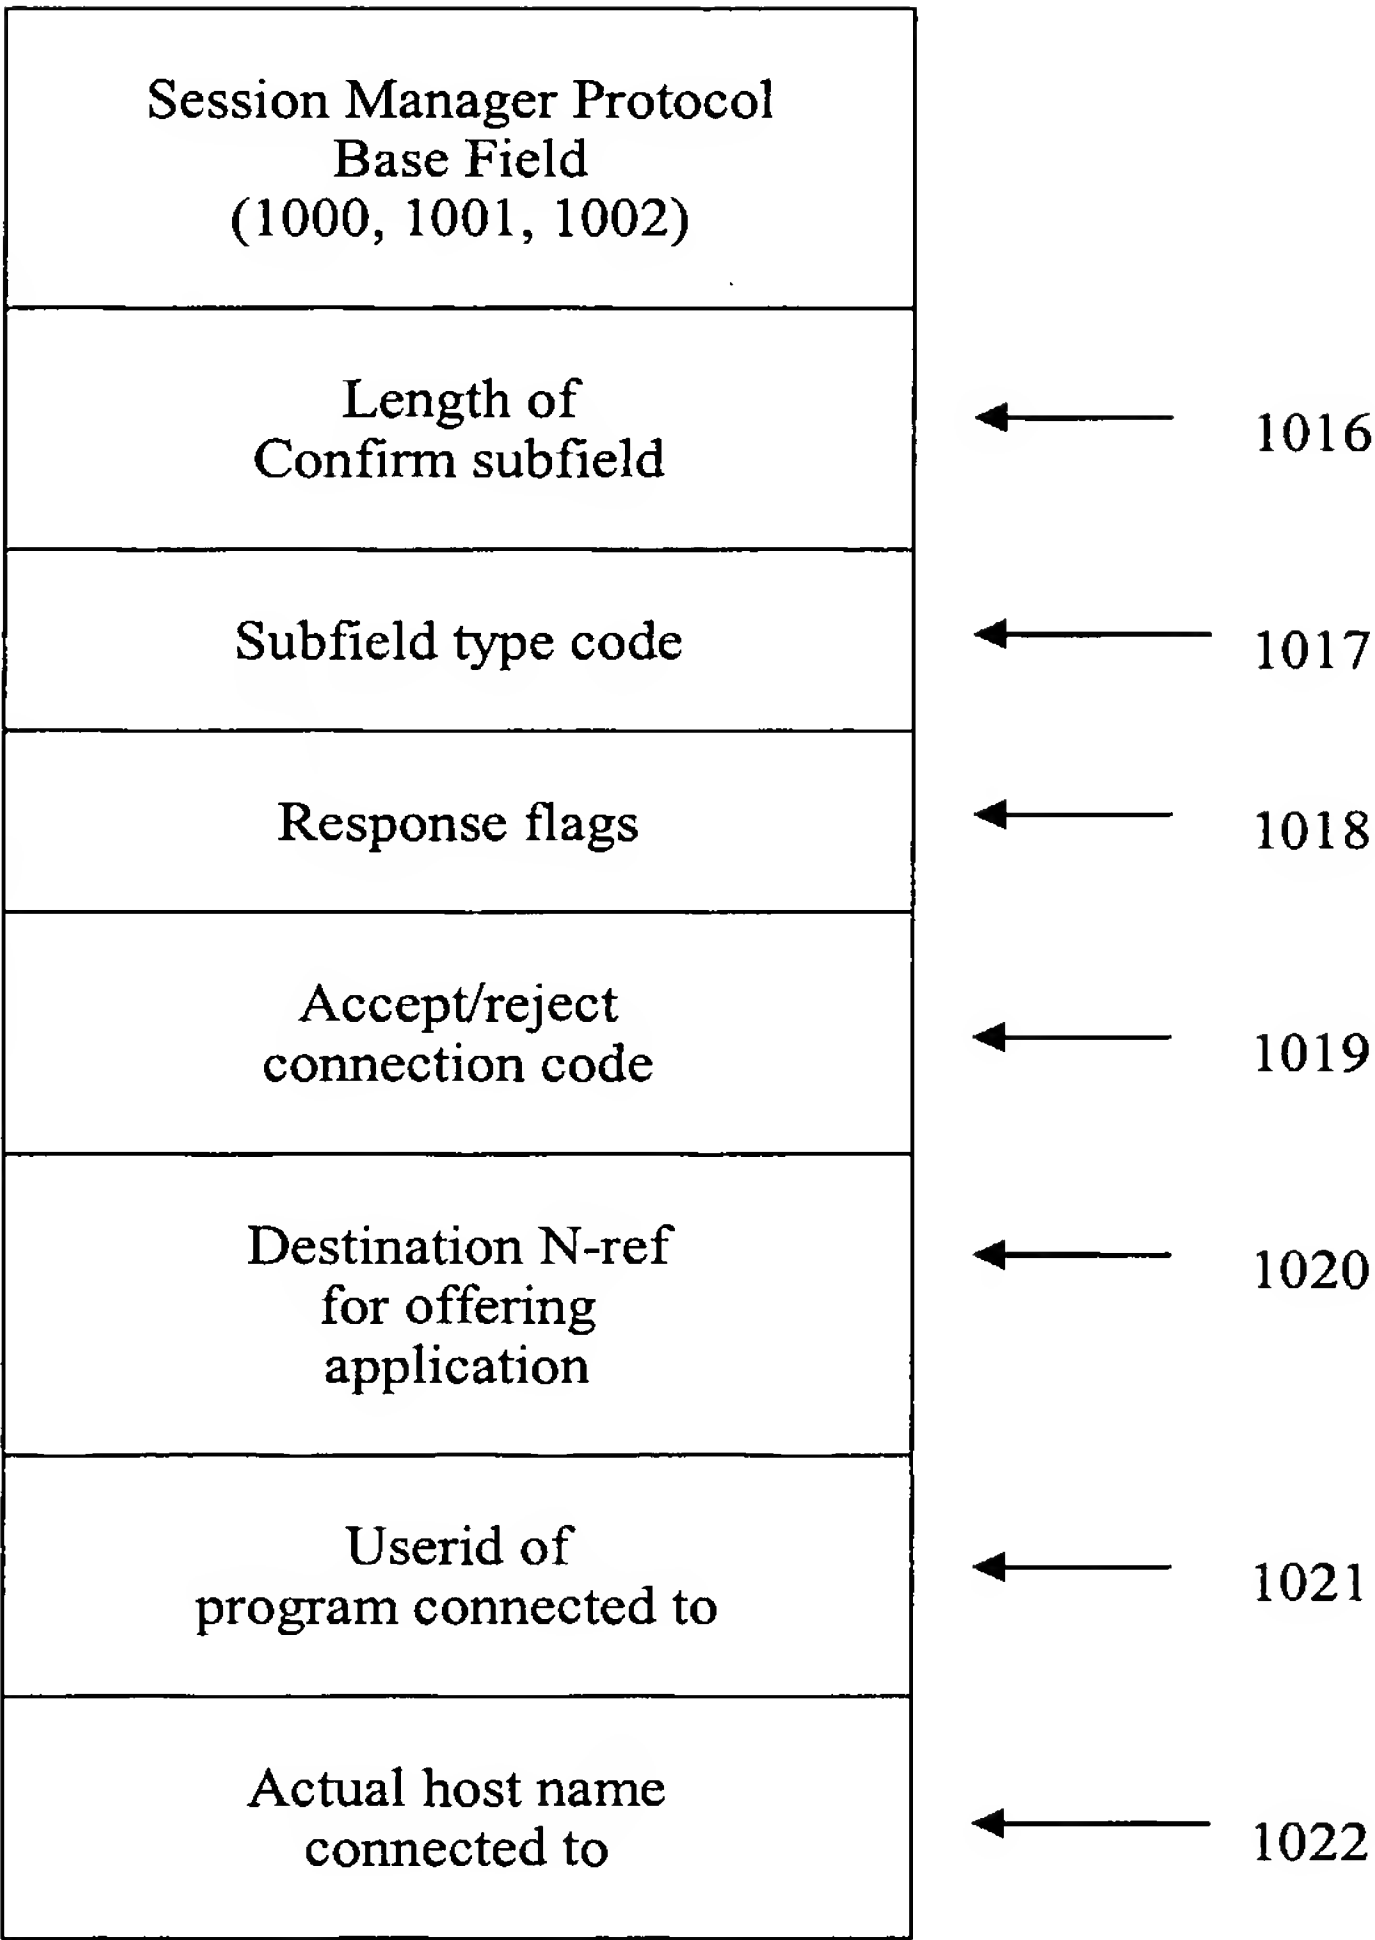 Session Manager Protocol
Base Field
(1000, 1001, 1002)
Length of
Confirm subfield
1016
Subfield type code
1017
Response flags
1018
Accept/reject
connection code
1019
Destination N-ref
for offering
application
1020
Userid of
program connected to
1021
Actual host name
connected to
1022